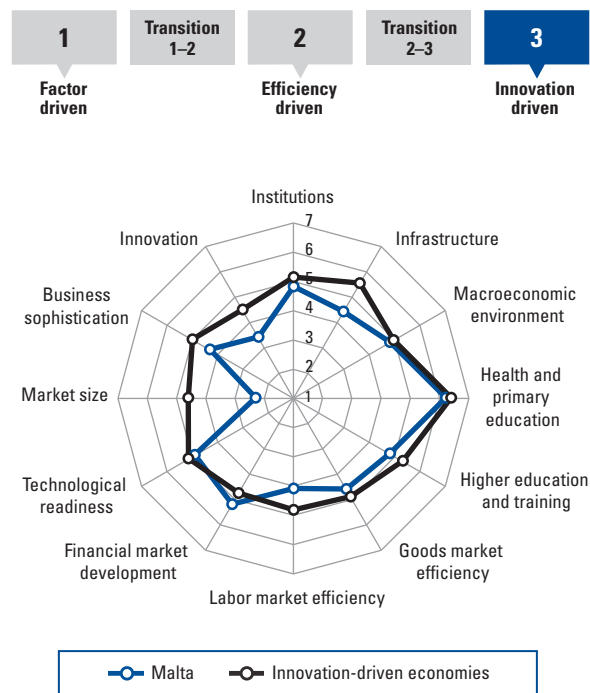 1
Transition
1–2
2
Transition
2–3
3
Factor
driven
Efficiency
driven
Innovation
driven
Institutions
7
Innovation
Infrastructure
6
5
Business
sophistication
Macroeconomic
environment
4
3
2
Market size
1
Health and
primary
education
Technological
readiness
Higher education
and training
Financial market
development
Goods market
efficiency
Labor market efficiency
Malta
Innovation-driven economies